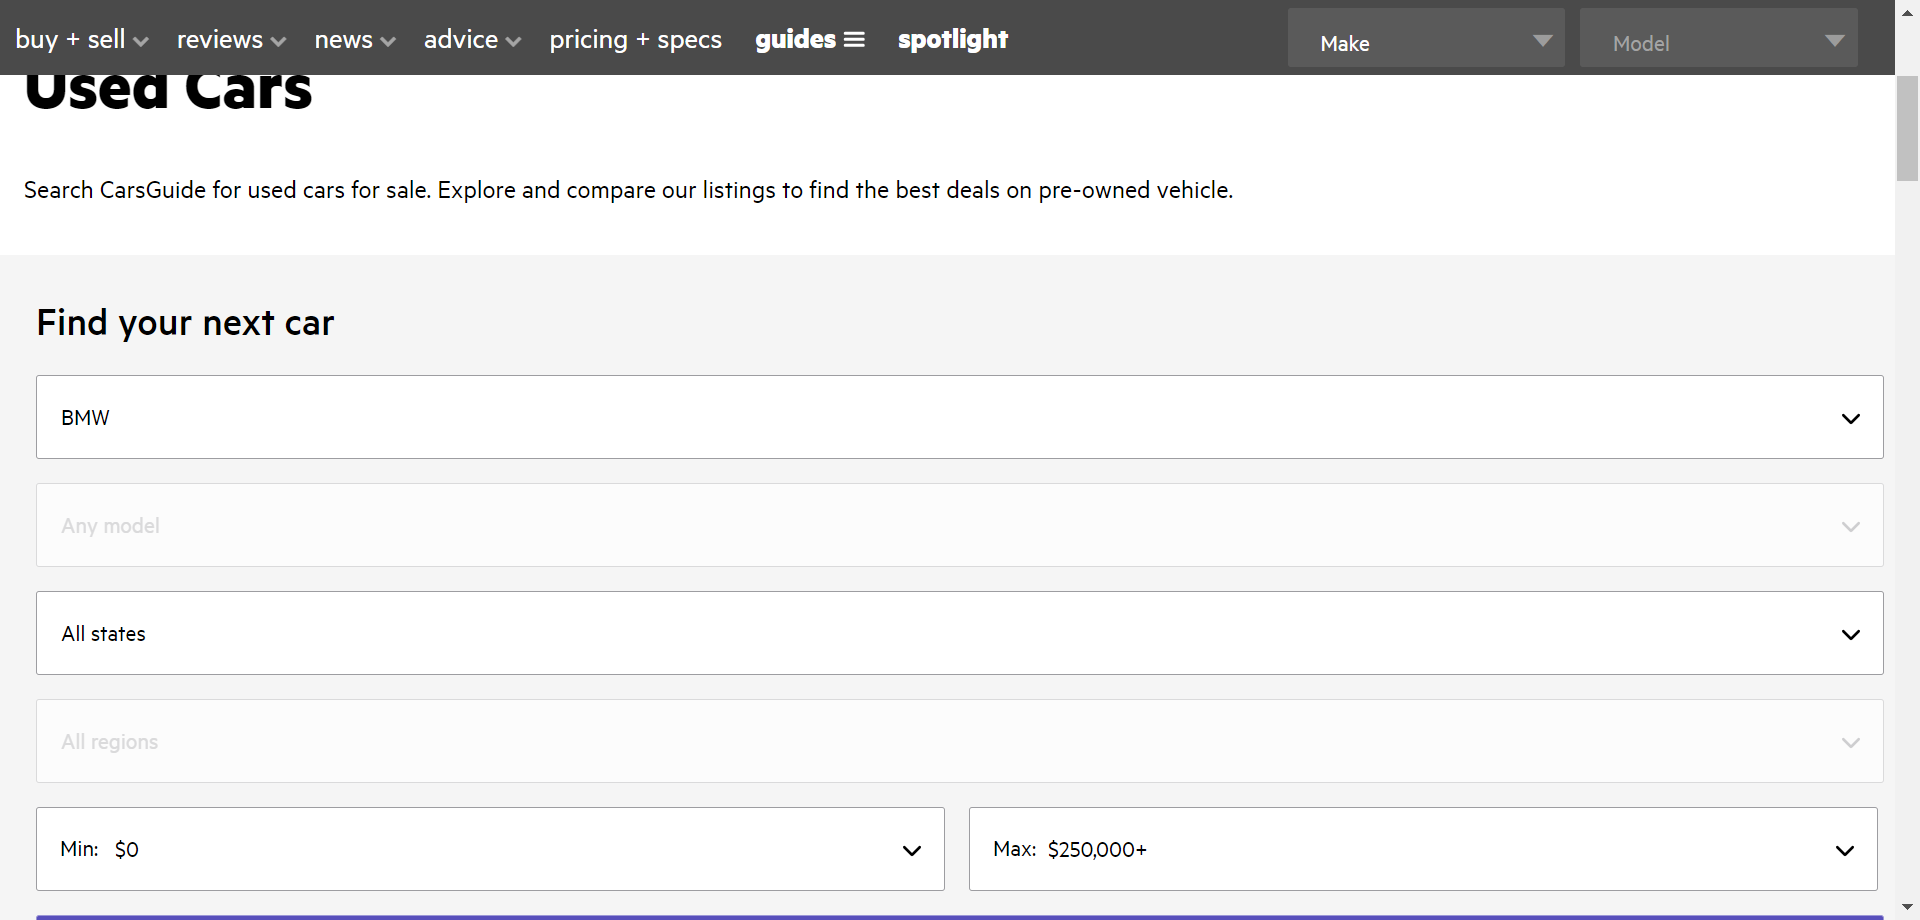 buy + sell reviews news advice pricing + specs guides spotlight Make Model
Used Cars
Search CarsGuide for used cars for sale. Explore and compare our listings to find the best deals on pre-owned vehicle.
Find your next car
BMW
Any model
All states
All regions
Min: $0 Max: $250,000+